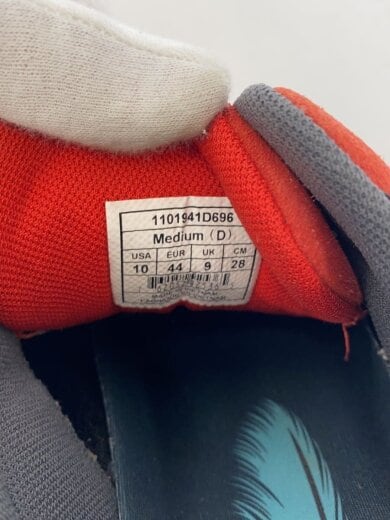 1101941D696
Medium (D)
USA EUR UK CM
10 44 9 28